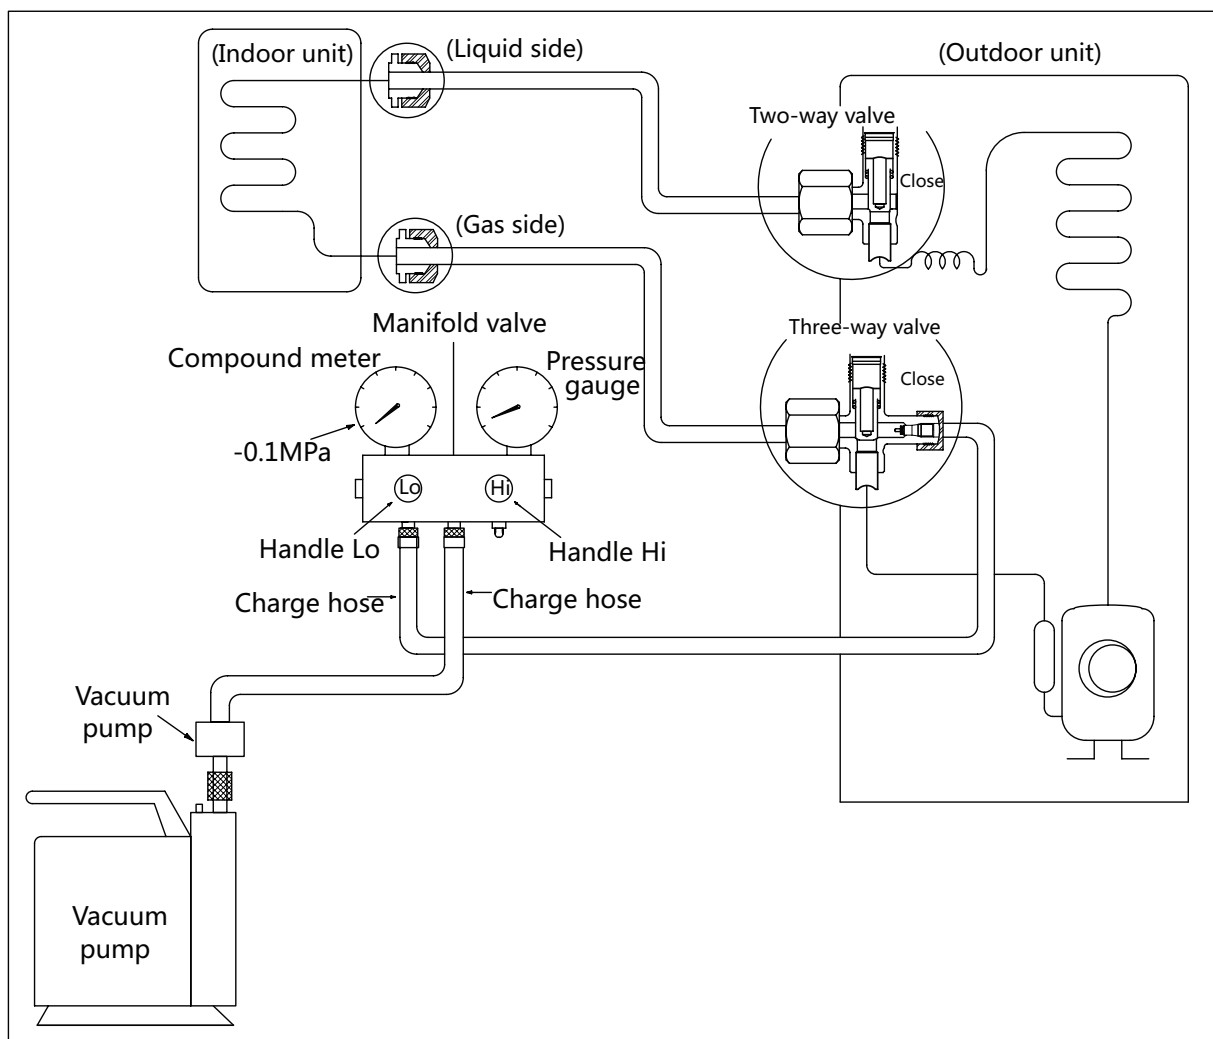 (Indoor unit)
(Liquid side)
(Outdoor unit)
Two-way valve
Close
(Gas side)
Three-way valve
Close
Manifold valve
Compound meter
Pressure
gauge
-0.1MPa
Lo
Hi
Handle Lo
Handle Hi
Charge hose
Charge hose
Vacuum
pump
Vacuum
pump